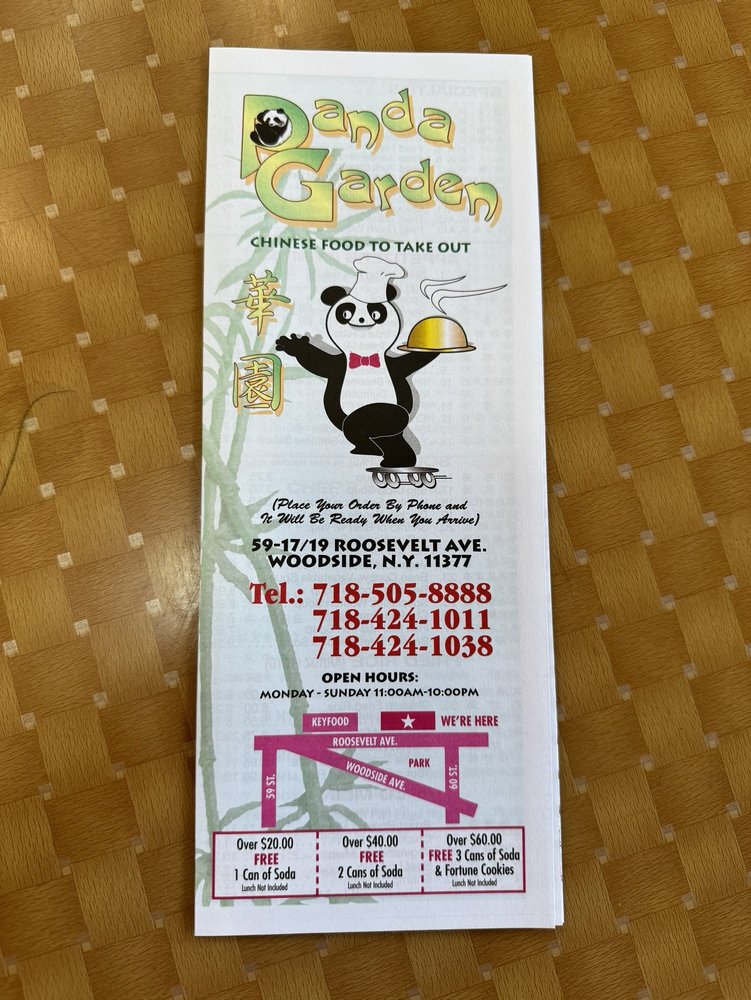 Panda
Garden
CHINESE FOOD TO TAKE OUT
華
園
(Place Your Order By Phone and
It Will Be Ready When You Arrive)
59-17/19 ROOSEVELT AVE.
WOODSIDE, N.Y. 11377
Tel.: 718-505-8888
718-424-1011
718-424-1038
OPEN HOURS:
MONDAY - SUNDAY 11:00AM-10:00PM
KEYFOOD ★ WE'RE HERE
ROOSEVELT AVE.
WOODSIDE AVE.
PARK
59 ST.
60 ST.
Over $20.00
FREE
1 Can of Soda
Lunch Not Included
Over $40.00
FREE
2 Cans of Soda
Lunch Not Included
Over $60.00
FREE 3 Cans of Soda
& Fortune Cookies
Lunch Not Included